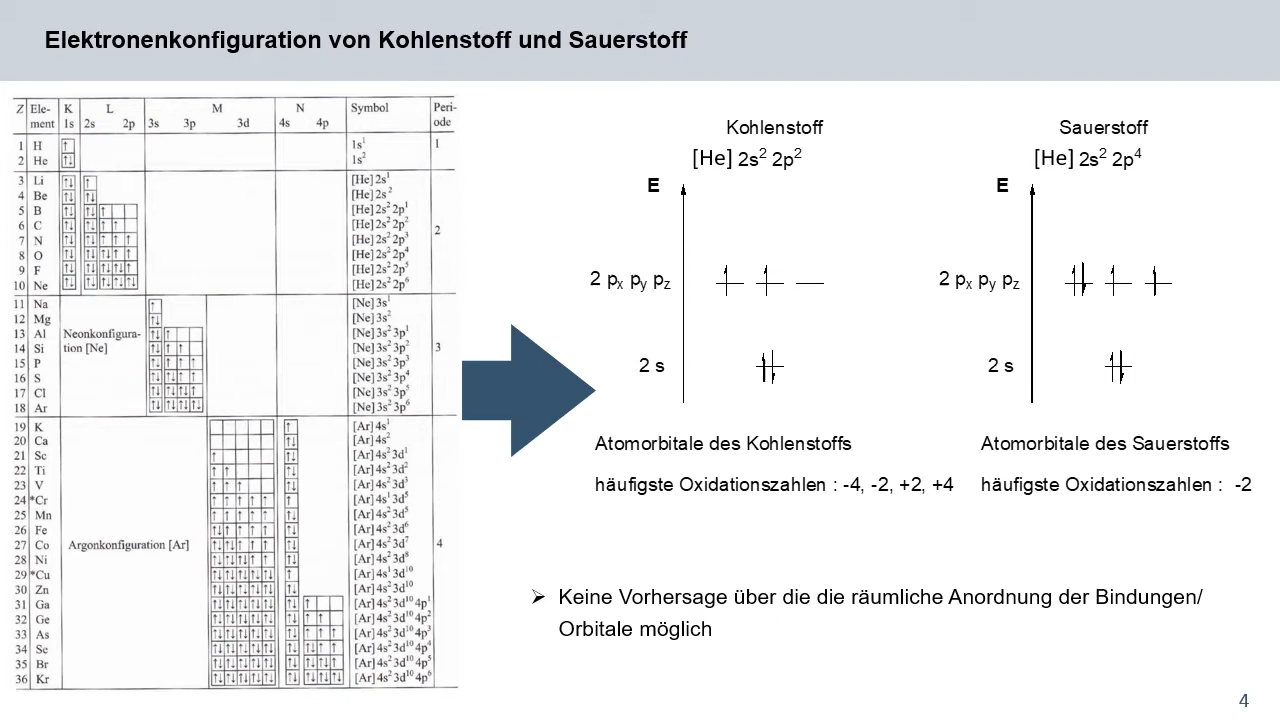 Elektronenkonfiguration von Kohlenstoff und Sauerstoff
Z Ele- K L M N Symbol Peri-
ment 1s 2s 2p 3s 3p 3d 4s 4p ode
1 H ↑ 1s¹ 1
2 He ↑↓ 1s²
3 Li ↑↓ ↑ [He] 2s¹
4 Be ↑↓ ↑↓ [He] 2s²
5 B ↑↓ ↑↓ ↑ [He] 2s² 2p¹
6 C ↑↓ ↑↓ ↑ ↑ [He] 2s² 2p² 2
7 N ↑↓ ↑↓ ↑ ↑ ↑ [He] 2s² 2p³
8 O ↑↓ ↑↓ ↑↓ ↑ ↑ [He] 2s² 2p⁴
9 F ↑↓ ↑↓ ↑↓ ↑↓ ↑ [He] 2s² 2p⁵
10 Ne ↑↓ ↑↓ ↑↓ ↑↓ ↑↓ [He] 2s² 2p⁶
11 Na ↑ [Ne] 3s¹
12 Mg ↑↓ [Ne] 3s²
13 Al Neonkonfigura- ↑↓ ↑ [Ne] 3s² 3p¹
14 Si tion [Ne] ↑↓ ↑ ↑ [Ne] 3s² 3p² 3
15 P ↑↓ ↑ ↑ ↑ [Ne] 3s² 3p³
16 S ↑↓ ↑↓ ↑ ↑ [Ne] 3s² 3p⁴
17 Cl ↑↓ ↑↓ ↑↓ ↑ [Ne] 3s² 3p⁵
18 Ar ↑↓ ↑↓ ↑↓ ↑↓ [Ne] 3s² 3p⁶
19 K ↑ [Ar] 4s¹
20 Ca ↑↓ [Ar] 4s²
21 Sc ↑ ↑↓ [Ar] 4s² 3d¹
22 Ti ↑ ↑ ↑↓ [Ar] 4s² 3d²
23 V ↑ ↑ ↑ ↑↓ [Ar] 4s² 3d³
24 *Cr ↑ ↑ ↑ ↑ ↑ ↑ [Ar] 4s¹ 3d⁵
25 Mn ↑ ↑ ↑ ↑ ↑ ↑↓ [Ar] 4s² 3d⁵
26 Fe ↑↓ ↑ ↑ ↑ ↑ ↑↓ [Ar] 4s² 3d⁶
27 Co Argonkonfiguration [Ar] ↑↓ ↑↓ ↑ ↑ ↑ ↑↓ [Ar] 4s² 3d⁷ 4
28 Ni ↑↓ ↑↓ ↑↓ ↑ ↑ ↑↓ [Ar] 4s² 3d⁸
29 *Cu ↑↓ ↑↓ ↑↓ ↑↓ ↑↓ ↑ [Ar] 4s¹ 3d¹⁰
30 Zn ↑↓ ↑↓ ↑↓ ↑↓ ↑↓ ↑↓ [Ar] 4s² 3d¹⁰
31 Ga ↑↓ ↑↓ ↑↓ ↑↓ ↑↓ ↑↓ ↑ [Ar] 4s² 3d¹⁰ 4p¹
32 Ge ↑↓ ↑↓ ↑↓ ↑↓ ↑↓ ↑↓ ↑ ↑ [Ar] 4s² 3d¹⁰ 4p²
33 As ↑↓ ↑↓ ↑↓ ↑↓ ↑↓ ↑↓ ↑ ↑ ↑ [Ar] 4s² 3d¹⁰ 4p³
34 Se ↑↓ ↑↓ ↑↓ ↑↓ ↑↓ ↑↓ ↑↓ ↑ ↑ [Ar] 4s² 3d¹⁰ 4p⁴
35 Br ↑↓ ↑↓ ↑↓ ↑↓ ↑↓ ↑↓ ↑↓ ↑↓ ↑ [Ar] 4s² 3d¹⁰ 4p⁵
36 Kr ↑↓ ↑↓ ↑↓ ↑↓ ↑↓ ↑↓ ↑↓ ↑↓ ↑↓ [Ar] 4s² 3d¹⁰ 4p⁶
Kohlenstoff
[He] 2s² 2p²
E
2 pₓ p_y p_z
2 s
Atomorbitale des Kohlenstoffs
häufigste Oxidationszahlen : -4, -2, +2, +4
Sauerstoff
[He] 2s² 2p⁴
E
2 pₓ p_y p_z
2 s
Atomorbitale des Sauerstoffs
häufigste Oxidationszahlen : -2
➢ Keine Vorhersage über die die räumliche Anordnung der Bindungen/
Orbitale möglich
4